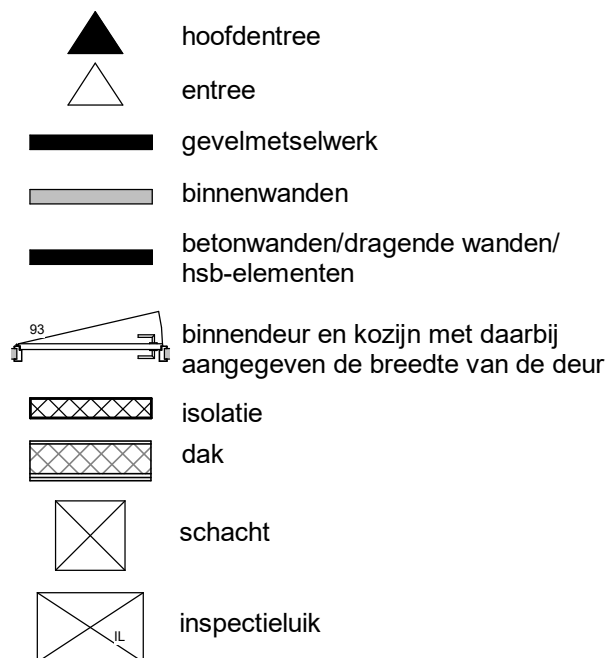 hoofdentree
entree
gevelmetselwerk
binnenwanden
betonwanden/dragende wanden/
hsb-elementen
93
binnendeur en kozijn met daarbij
aangegeven de breedte van de deur
isolatie
dak
schacht
inspectieluik
IL